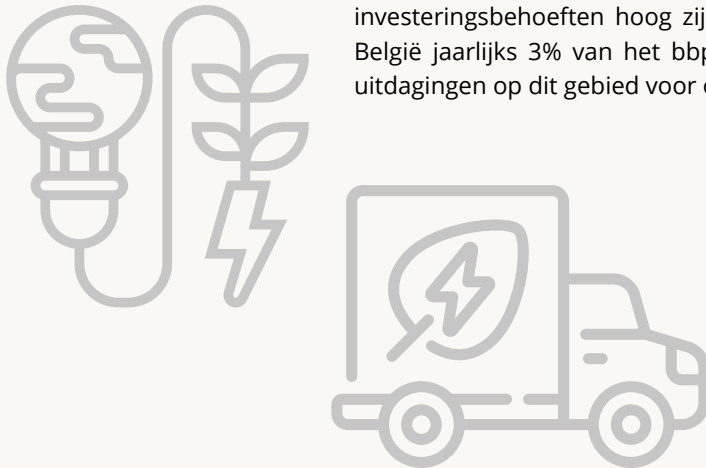 investeringsbehoeften hoog zij
België jaarlijks 3% van het bbp
uitdagingen op dit gebied voor